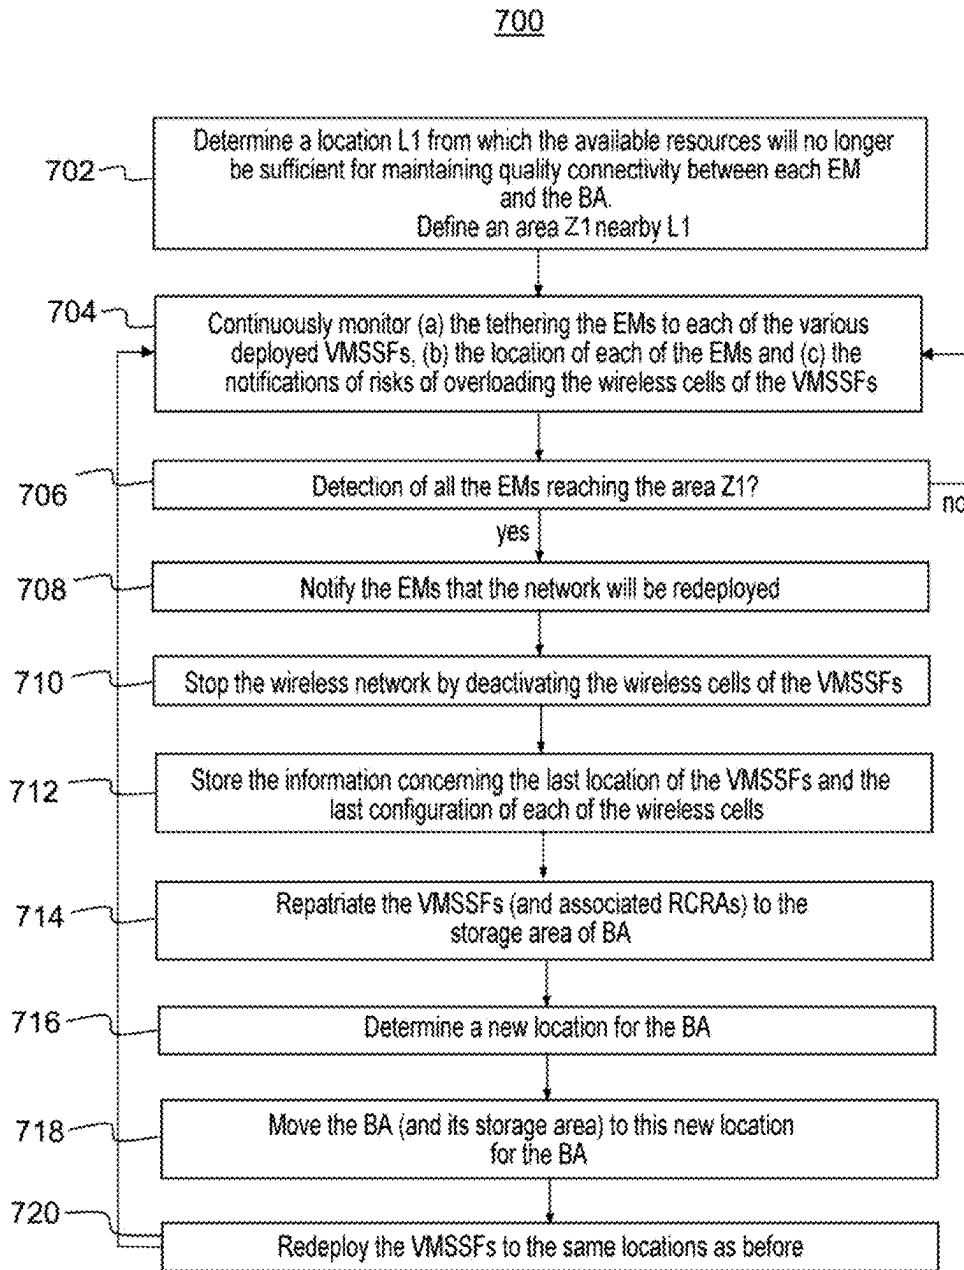 700
702
Determine a location L1 from which the available resources will no longer
be sufficient for maintaining quality connectivity between each EM
and the BA.
Define an area Z1 nearby L1
704
Continuously monitor (a) the tethering the EMs to each of the various
deployed VMSSFs, (b) the location of each of the EMs and (c) the
notifications of risks of overloading the wireless cells of the VMSSFs
706
Detection of all the EMs reaching the area Z1?
no
yes
708
Notify the EMs that the network will be redeployed
710
Stop the wireless network by deactivating the wireless cells of the VMSSFs
712
Store the information concerning the last location of the VMSSFs and the
last configuration of each of the wireless cells
714
Repatriate the VMSSFs (and associated RCRAs) to the
storage area of BA
716
Determine a new location for the BA
718
Move the BA (and its storage area) to this new location
for the BA
720
Redeploy the VMSSFs to the same locations as before